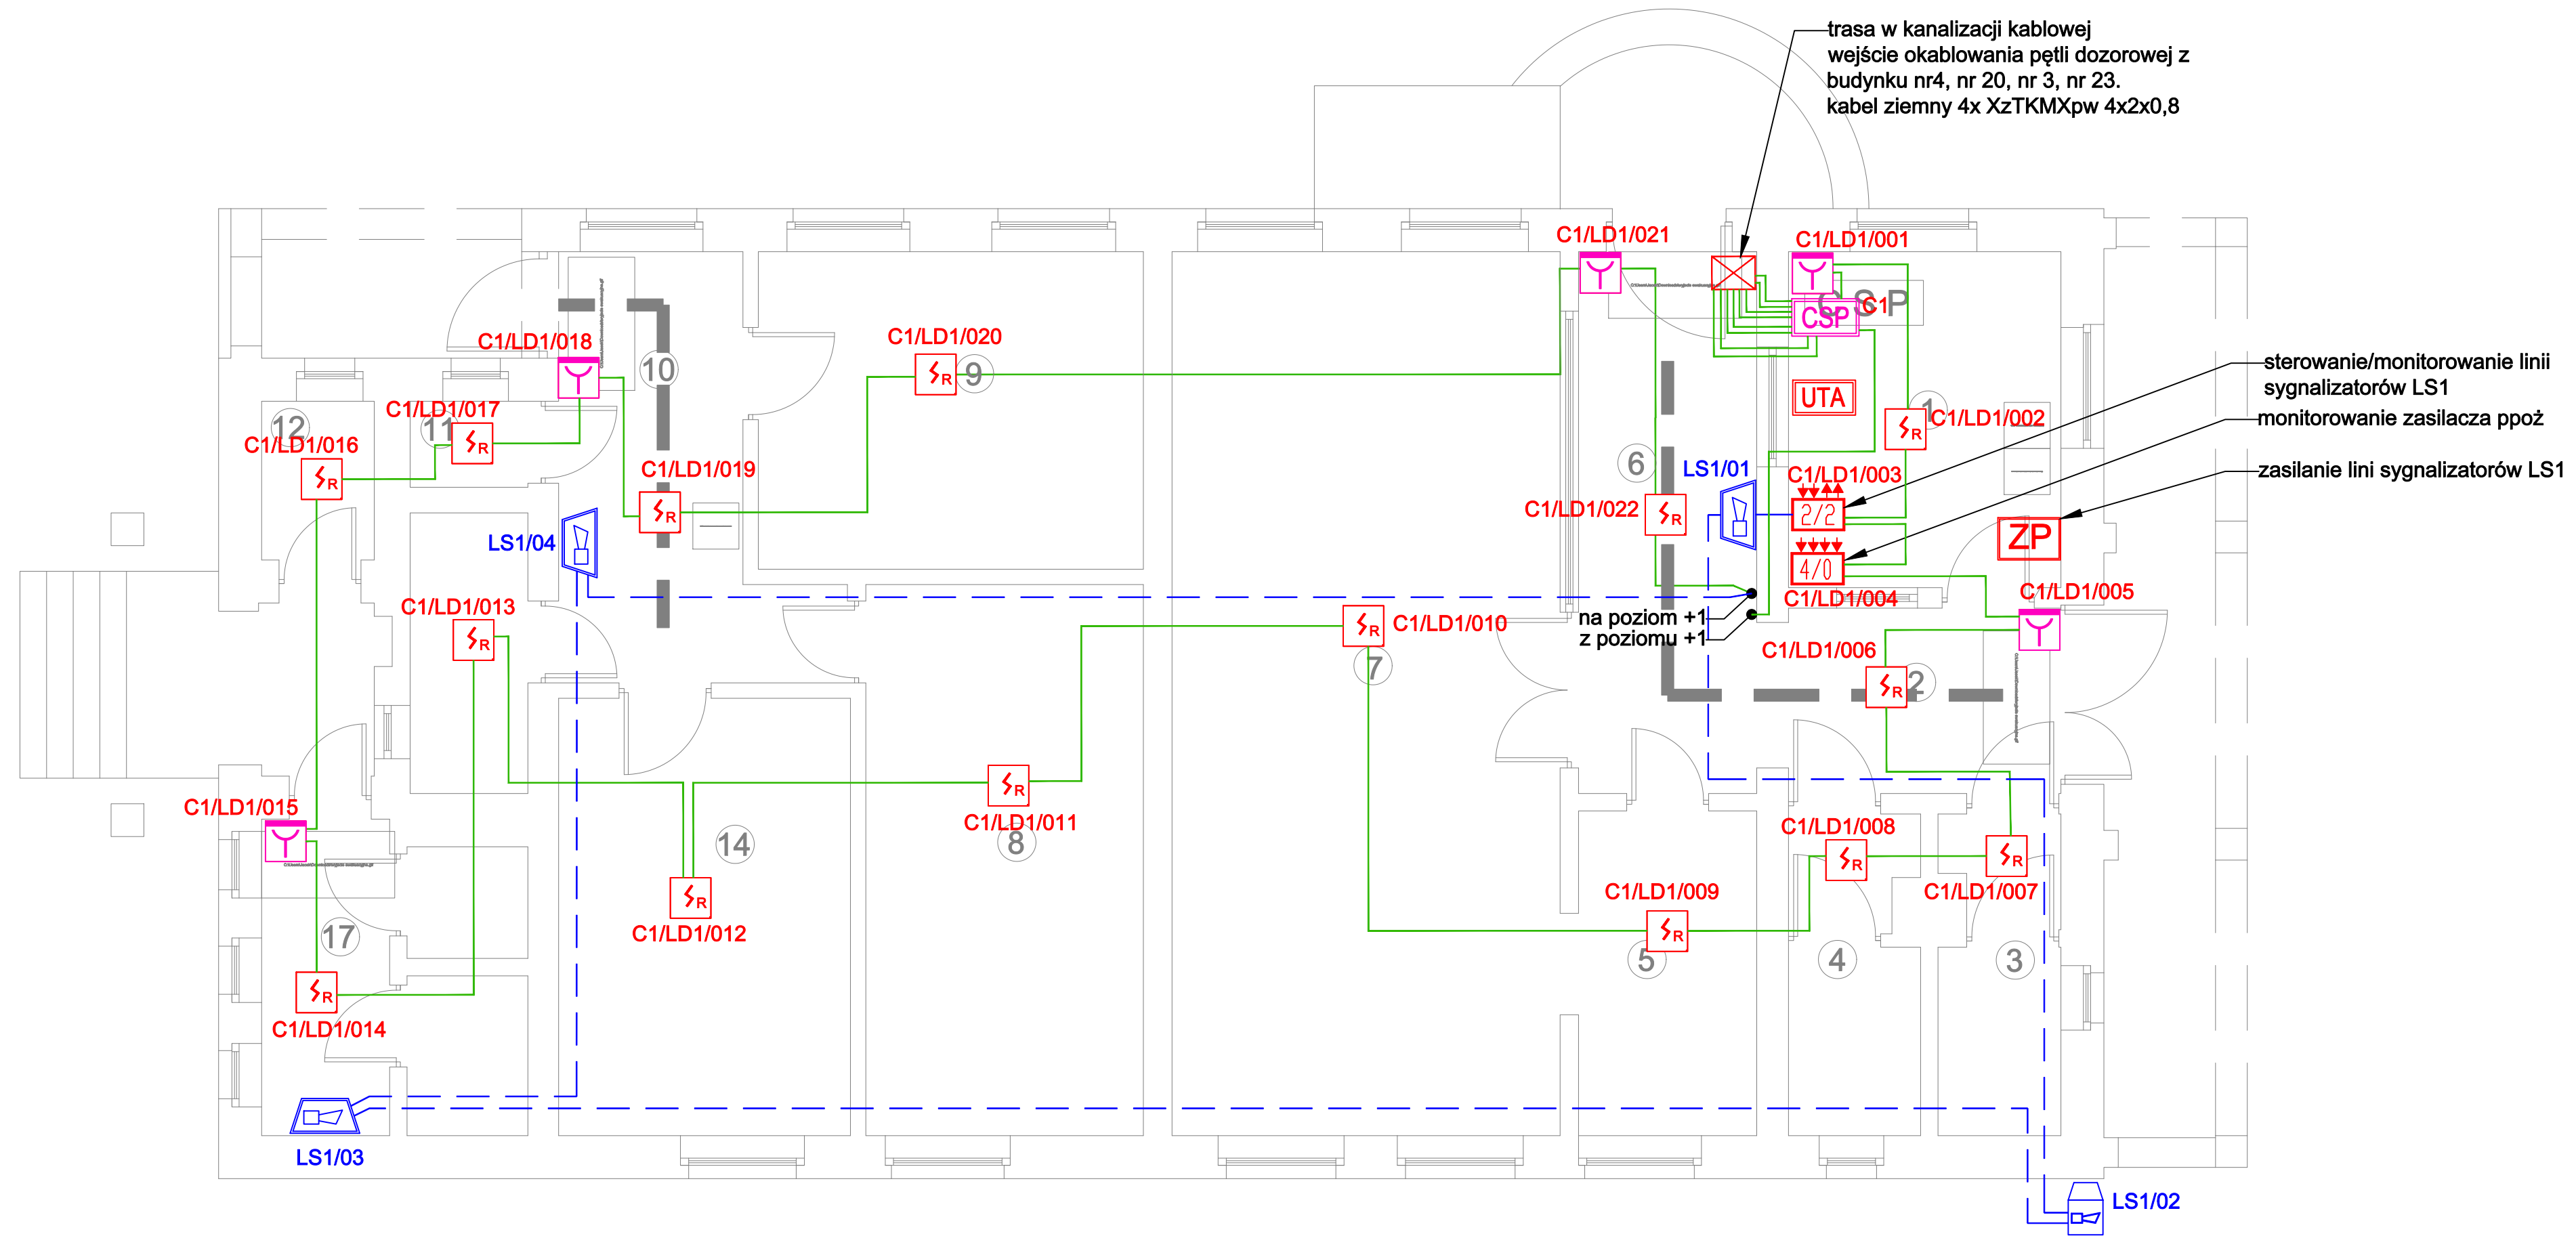 trasa w kanalizacji kablowej
wejście okablowania pętli dozorowej z
budynku nr4, nr 20, nr 3, nr 23.
kabel ziemny 4x XzTKMXpw 4x2x0,8
C1/LD1/021
C1/LD1/001
CSP
C1
CSP
C1/LD1/018
10
C1/LD1/020
R
9
UTA
sterowanie/monitorowanie linii
sygnalizatorów LS1
monitorowanie zasilacza ppoż
zasilanie lini sygnalizatorów LS1
12
C1/LD1/017
11
R
C1/LD1/016
R
C1/LD1/019
R
6
LS1/01
1
C1/LD1/002
R
C1/LD1/003
2/2
C1/LD1/022
R
ZP
LS1/04
4/0
C1/LD1/004
C1/LD1/005
C1/LD1/013
R
na poziom +1
z poziomu +1
R
C1/LD1/010
7
C1/LD1/006
R
2
C1/LD1/015
R
C1/LD1/011
8
14
C1/LD1/008
R
R
C1/LD1/007
R
C1/LD1/012
C1/LD1/009
R
5
4
3
17
R
C1/LD1/014
LS1/03
LS1/02